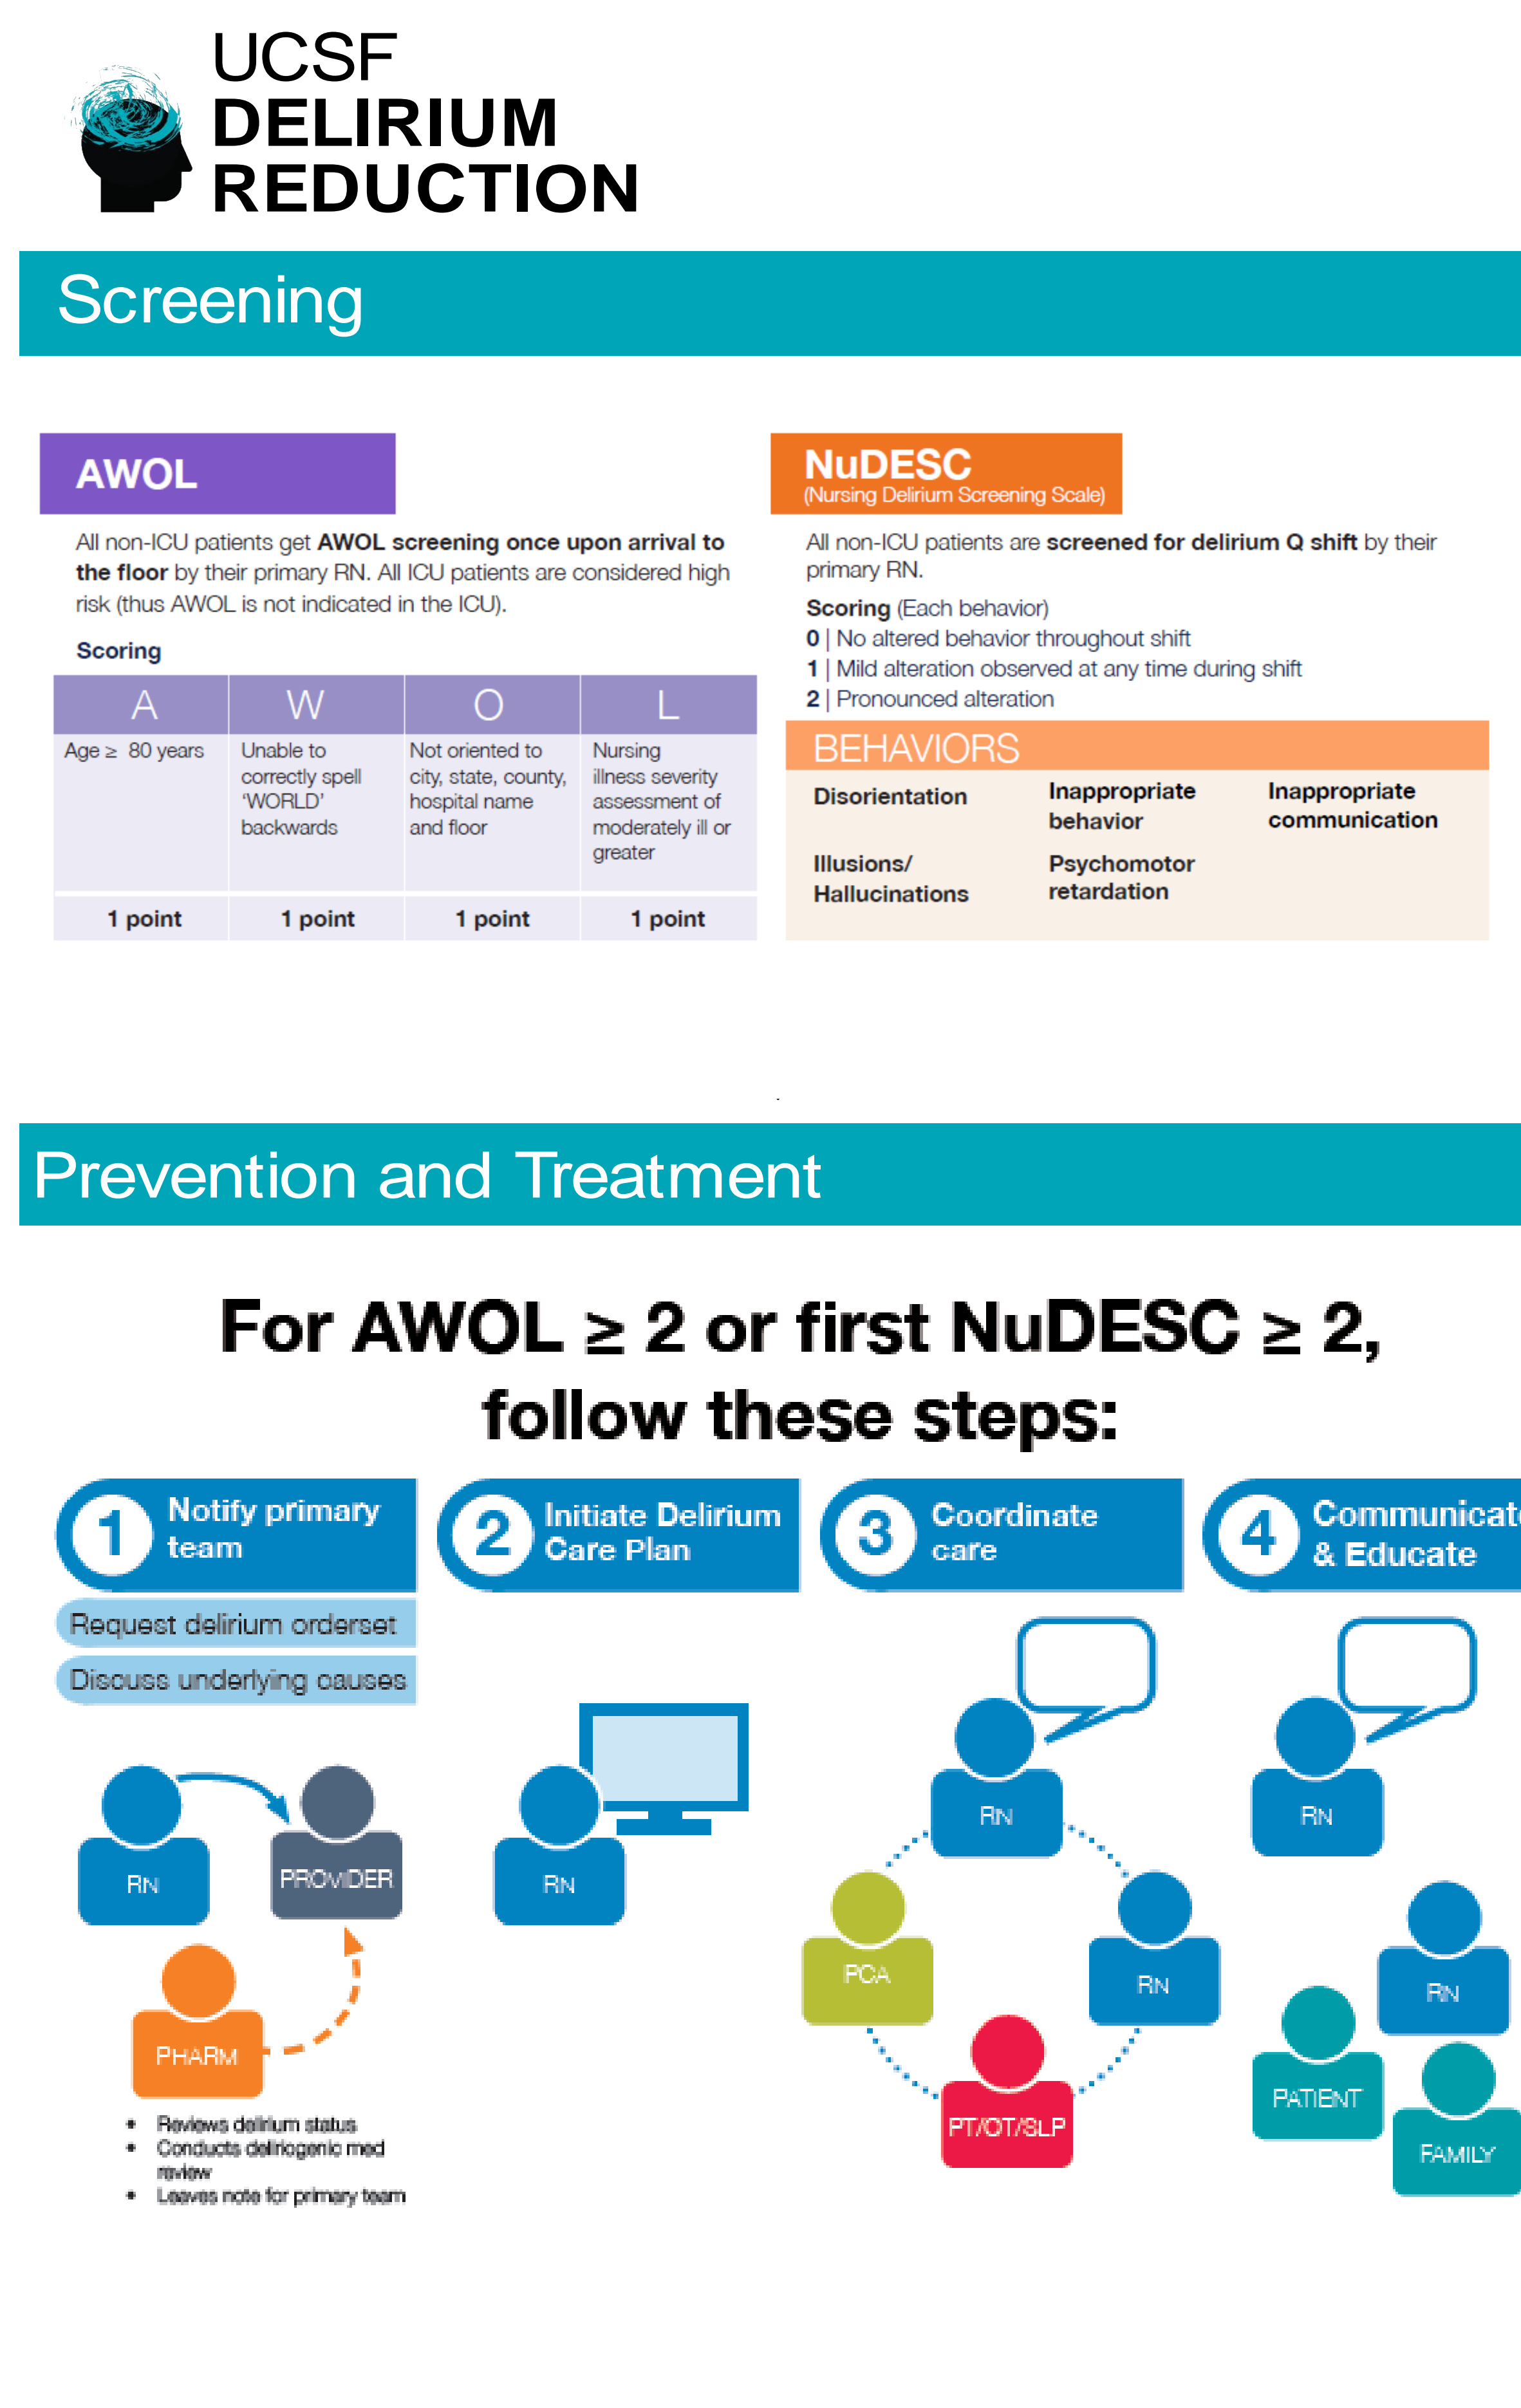 UCSF
DELIRIUM
REDUCTION
Screening
AWOL
All non-ICU patients get AWOL screening once upon arrival to
the floor by their primary RN. All ICU patients are considered high
risk (thus AWOL is not indicated in the ICU).
Scoring
A W O L
Age ≥ 80 years
Unable to
correctly spell
‘WORLD’
backwards
Not oriented to
city, state, county,
hospital name
and floor
Nursing
illness severity
assessment of
moderately ill or
greater
1 point 1 point 1 point 1 point
NuDESC
(Nursing Delirium Screening Scale)
All non-ICU patients are screened for delirium Q shift by their
primary RN.
Scoring (Each behavior)
0 | No altered behavior throughout shift
1 | Mild alteration observed at any time during shift
2 | Pronounced alteration
BEHAVIORS
Disorientation
Inappropriate
behavior
Inappropriate
communication
Illusions/
Hallucinations
Psychomotor
retardation
Prevention and Treatment
For AWOL ≥ 2 or first NuDESC ≥ 2,
follow these steps:
1 Notify primary
team
Request delirium orderset
Discuss underlying causes
RN
PROVIDER
PHARM
• Reviews delirium status
• Conducts deliriogenic med
review
• Leaves note for primary team
2 Initiate Delirium
Care Plan
RN
3 Coordinate
care
RN
PCA
RN
PT/OT/SLP
4 Communicat
& Educate
RN
RN
PATIENT
FAMILY